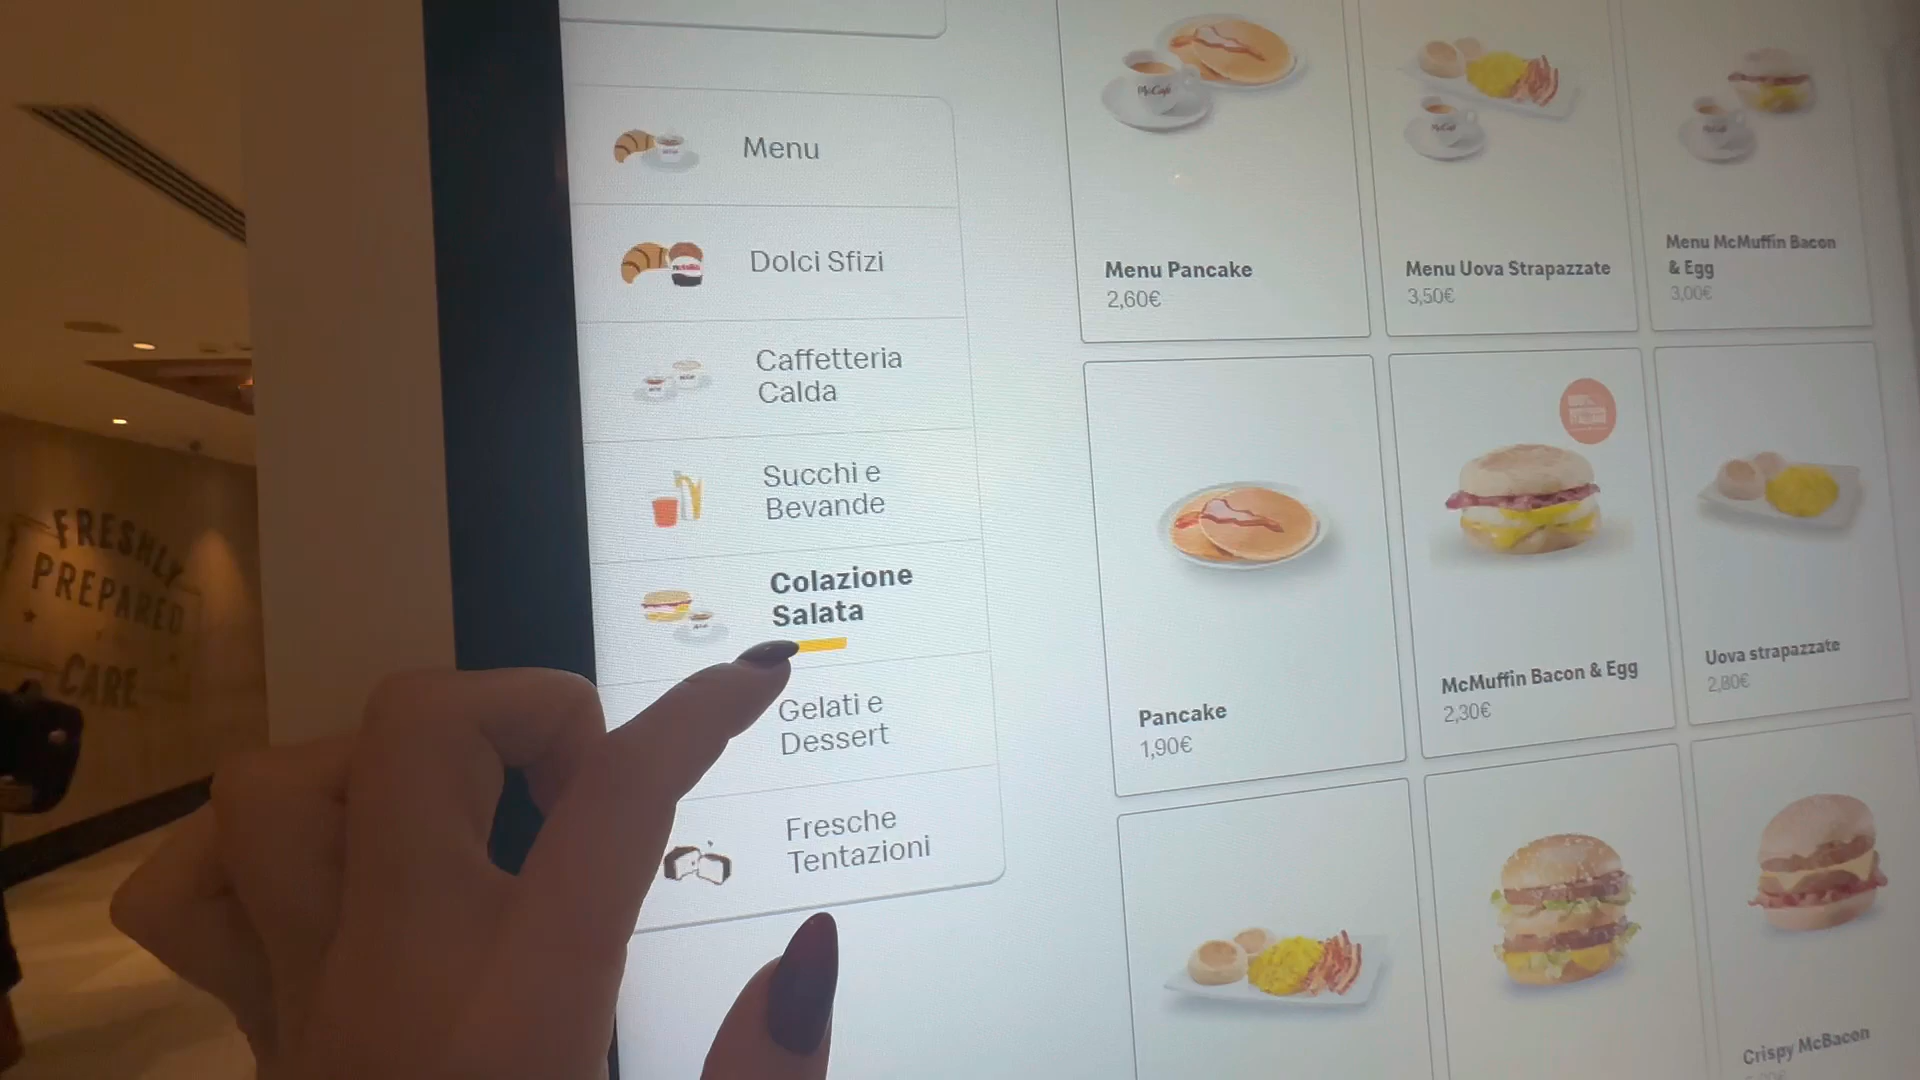 Menu
Dolci Sfizi
Caffetteria
Calda
Succhi e
Bevande
Colazione
Salata
Gelati e
Dessert
Fresche
Tentazioni
McCafé
Menu Pancake
2,60€
McCafé
Menu Uova Strapazzate
3,50€
Menu McMuffin Bacon
& Egg
3,00€
Pancake
1,90€
McMuffin Bacon & Egg
2,30€
Uova strapazzate
2,80€
Crispy McBacon
FRESHLY
PREPARED
CARE